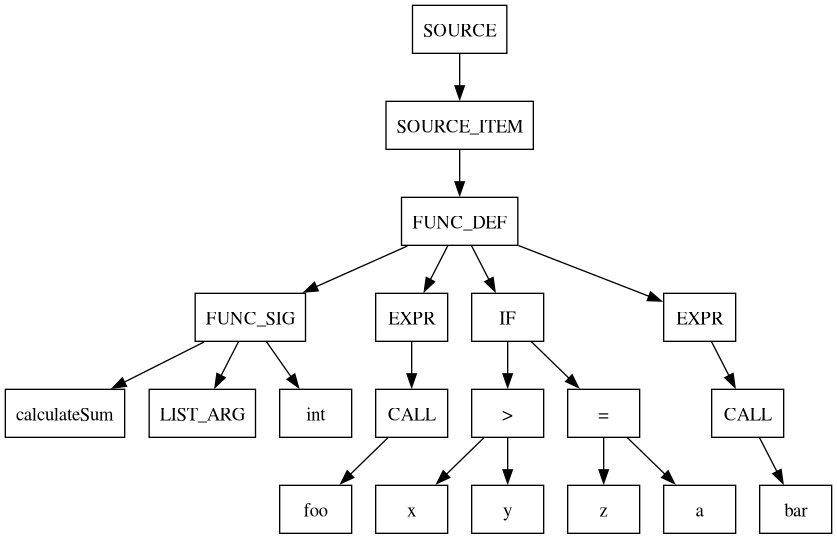 SOURCE
SOURCE_ITEM
FUNC_DEF
FUNC_SIG EXPR IF EXPR
calculateSum LIST_ARG int CALL > = CALL
foo x y z a bar